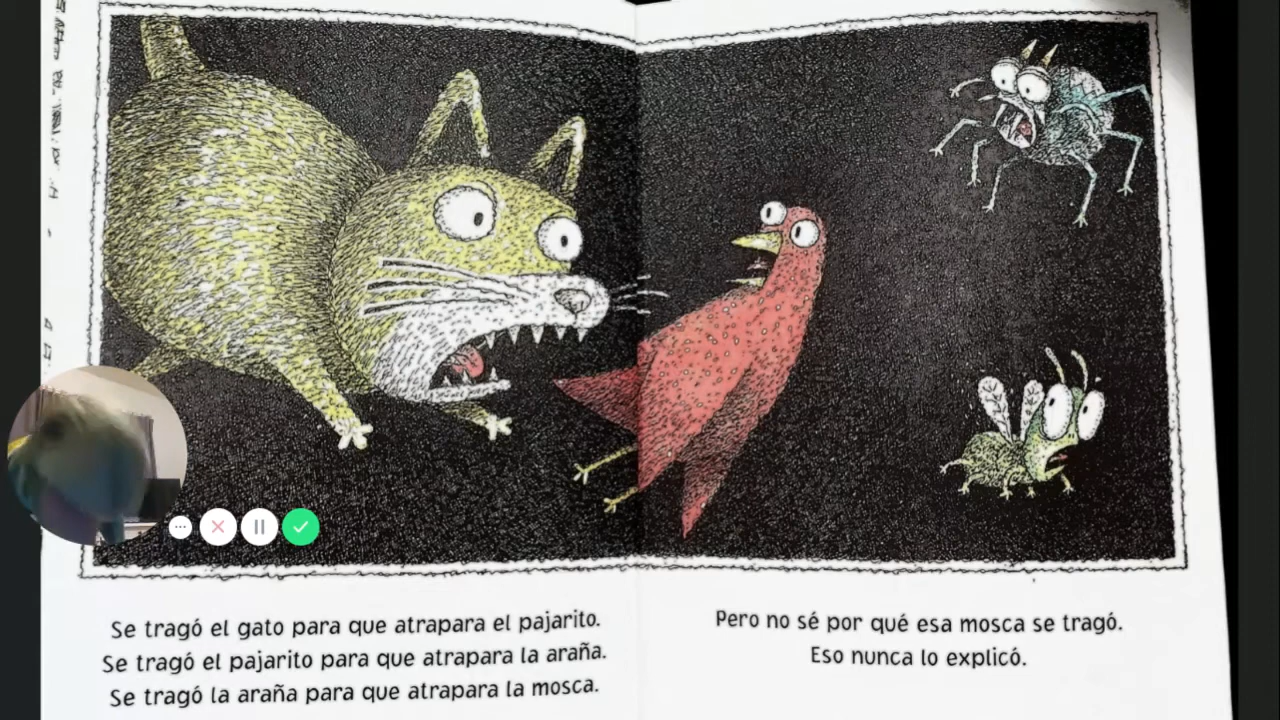 Se tragó el gato para que atrapara el pajarito.
Se tragó el pajarito para que atrapara la araña.
Se tragó la araña para que atrapara la mosca.
Pero no sé por qué esa mosca se tragó.
Eso nunca lo explicó.